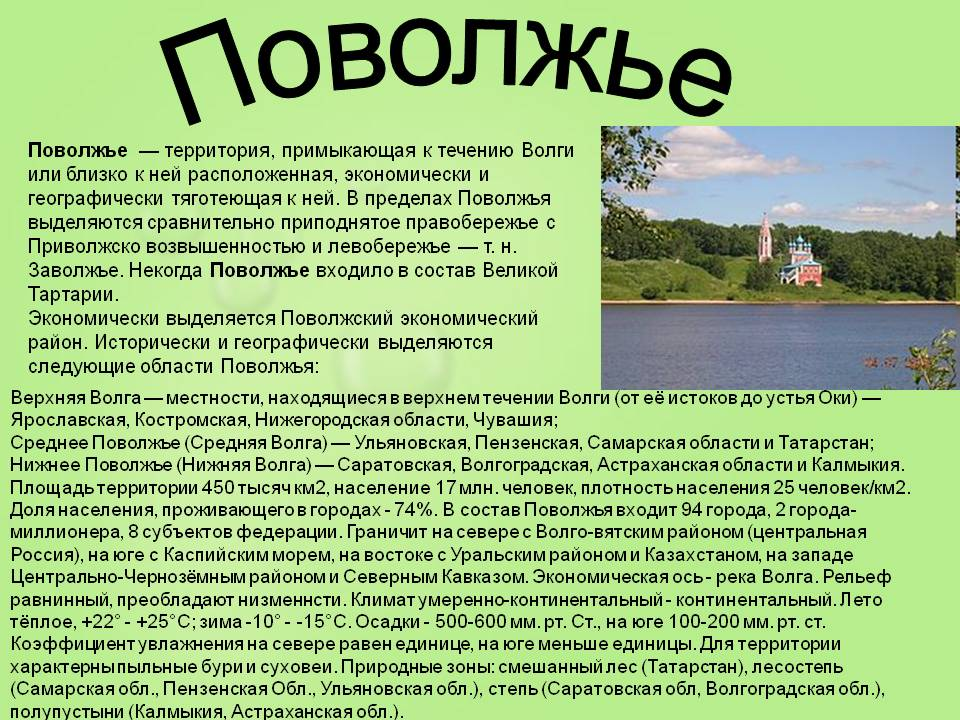 Поволжье
Поволжье — территория, примыкающая к течению Волги
или близко к ней расположенная, экономически и
географически тяготеющая к ней. В пределах Поволжья
выделяются сравнительно приподнятое правобережье с
Приволжско возвышенностью и левобережье — т. н.
Заволжье. Некогда Поволжье входило в состав Великой
Тартарии.
Экономически выделяется Поволжский экономический
район. Исторически и географически выделяются
следующие области Поволжья:
Верхняя Волга — местности, находящиеся в верхнем течении Волги (от её истоков до устья Оки) —
Ярославская, Костромская, Нижегородская области, Чувашия;
Среднее Поволжье (Средняя Волга) — Ульяновская, Пензенская, Самарская области и Татарстан;
Нижнее Поволжье (Нижняя Волга) — Саратовская, Волгоградская, Астраханская области и Калмыкия.
Площадь территории 450 тысяч км2, население 17 млн. человек, плотность населения 25 человек/км2.
Доля населения, проживающего в городах - 74%. В состав Поволжья входит 94 города, 2 города-
миллионера, 8 субъектов федерации. Граничит на севере с Волго-вятским районом (центральная
Россия), на юге с Каспийским морем, на востоке с Уральским районом и Казахстаном, на западе
Центрально-Чернозёмным районом и Северным Кавказом. Экономическая ось - река Волга. Рельеф
равнинный, преобладают низменнсти. Климат умеренно-континентальный - континентальный. Лето
тёплое, +22˚ - +25˚С; зима -10˚ - -15˚С. Осадки - 500-600 мм. рт. Ст., на юге 100-200 мм. рт. ст.
Коэффициент увлажнения на севере равен единице, на юге меньше единицы. Для территории
характерны пыльные бури и суховеи. Природные зоны: смешанный лес (Татарстан), лесостепь
(Самарская обл., Пензенская Обл., Ульяновская обл.), степь (Саратовская обл, Волгоградская обл.),
полупустыни (Калмыкия, Астраханская обл.).